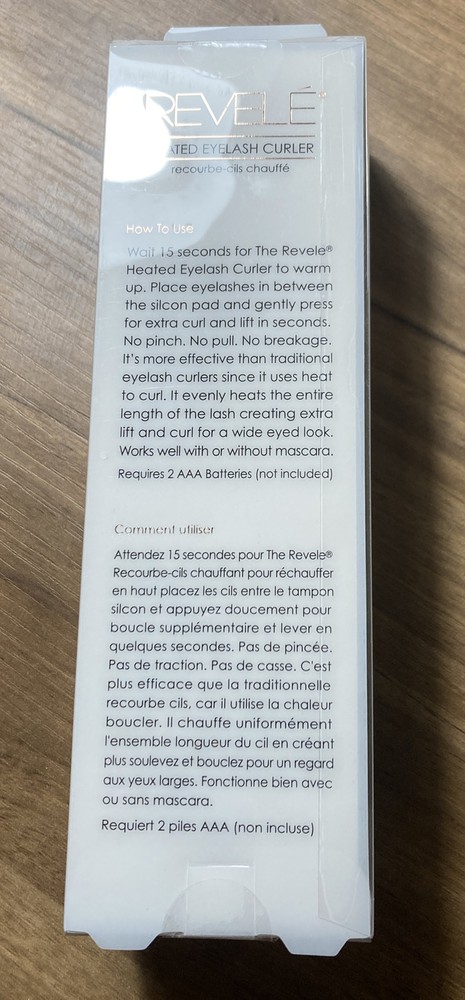 REVELÉ
ATED EYELASH CURLER
recourbe-cils chauffé
How To Use
Wait 15 seconds for The Revele®
Heated Eyelash Curler to warm
up. Place eyelashes in between
the silcon pad and gently press
for extra curl and lift in seconds.
No pinch. No pull. No breakage.
It's more effective than traditional
eyelash curlers since it uses heat
to curl. It evenly heats the entire
length of the lash creating extra
lift and curl for a wide eyed look.
Works well with or without mascara.
Requires 2 AAA Batteries (not included)
Comment utiliser
Attendez 15 secondes pour The Revele®
Recourbe-cils chauffant pour réchauffer
en haut placez les cils entre le tampon
silcon et appuyez doucement pour
boucle supplémentaire et lever en
quelques secondes. Pas de pincée.
Pas de traction. Pas de casse. C'est
plus efficace que la traditionnelle
recourbe cils, car il utilise la chaleur
boucler. Il chauffe uniformément
l'ensemble longueur du cil en créant
plus soulevez et bouclez pour un regard
aux yeux larges. Fonctionne bien avec
ou sans mascara.
Requiert 2 piles AAA (non incluse)